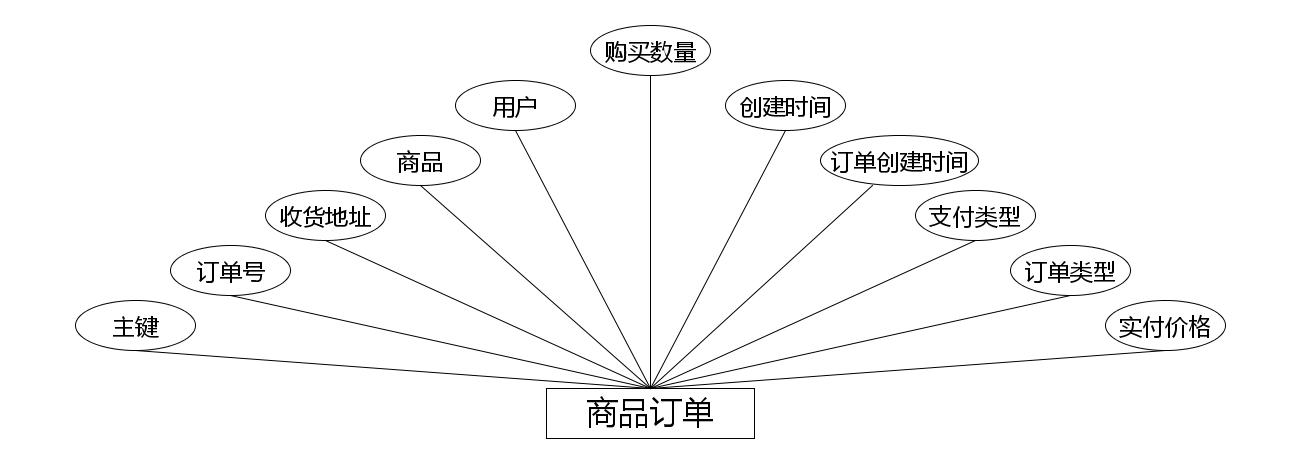 购买数量
用户
创建时间
商品
订单创建时间
收货地址
支付类型
订单号
订单类型
主键
实付价格
商品订单